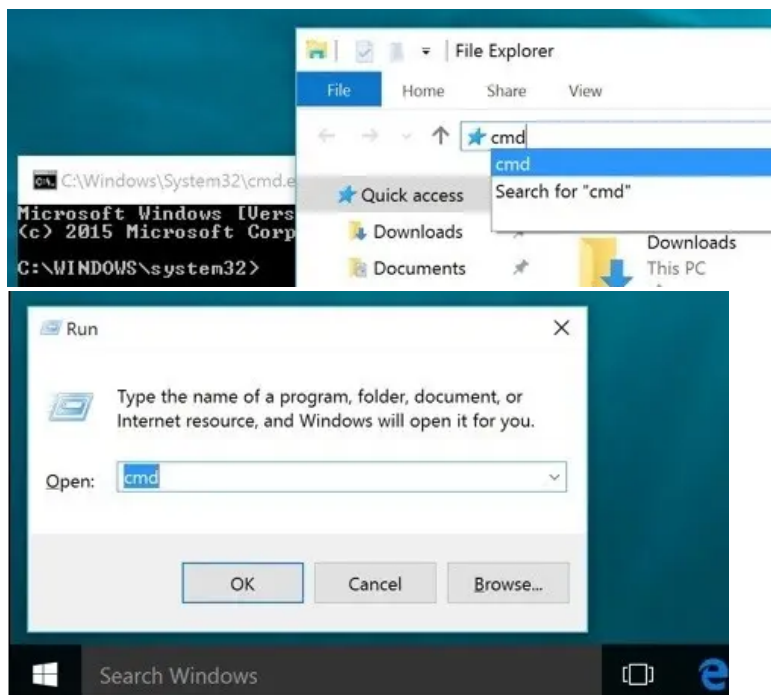 File Explorer
File Home Share View
cmd
cmd
Search for "cmd"
C:\Windows\System32\cmd.e
Microsoft Windows [Vers
(c) 2015 Microsoft Corp
C:\WINDOWS\system32>
Quick access
Downloads
Documents
Downloads
This PC
Run
Type the name of a program, folder, document, or
Internet resource, and Windows will open it for you.
Open: cmd
OK Cancel Browse...
Search Windows